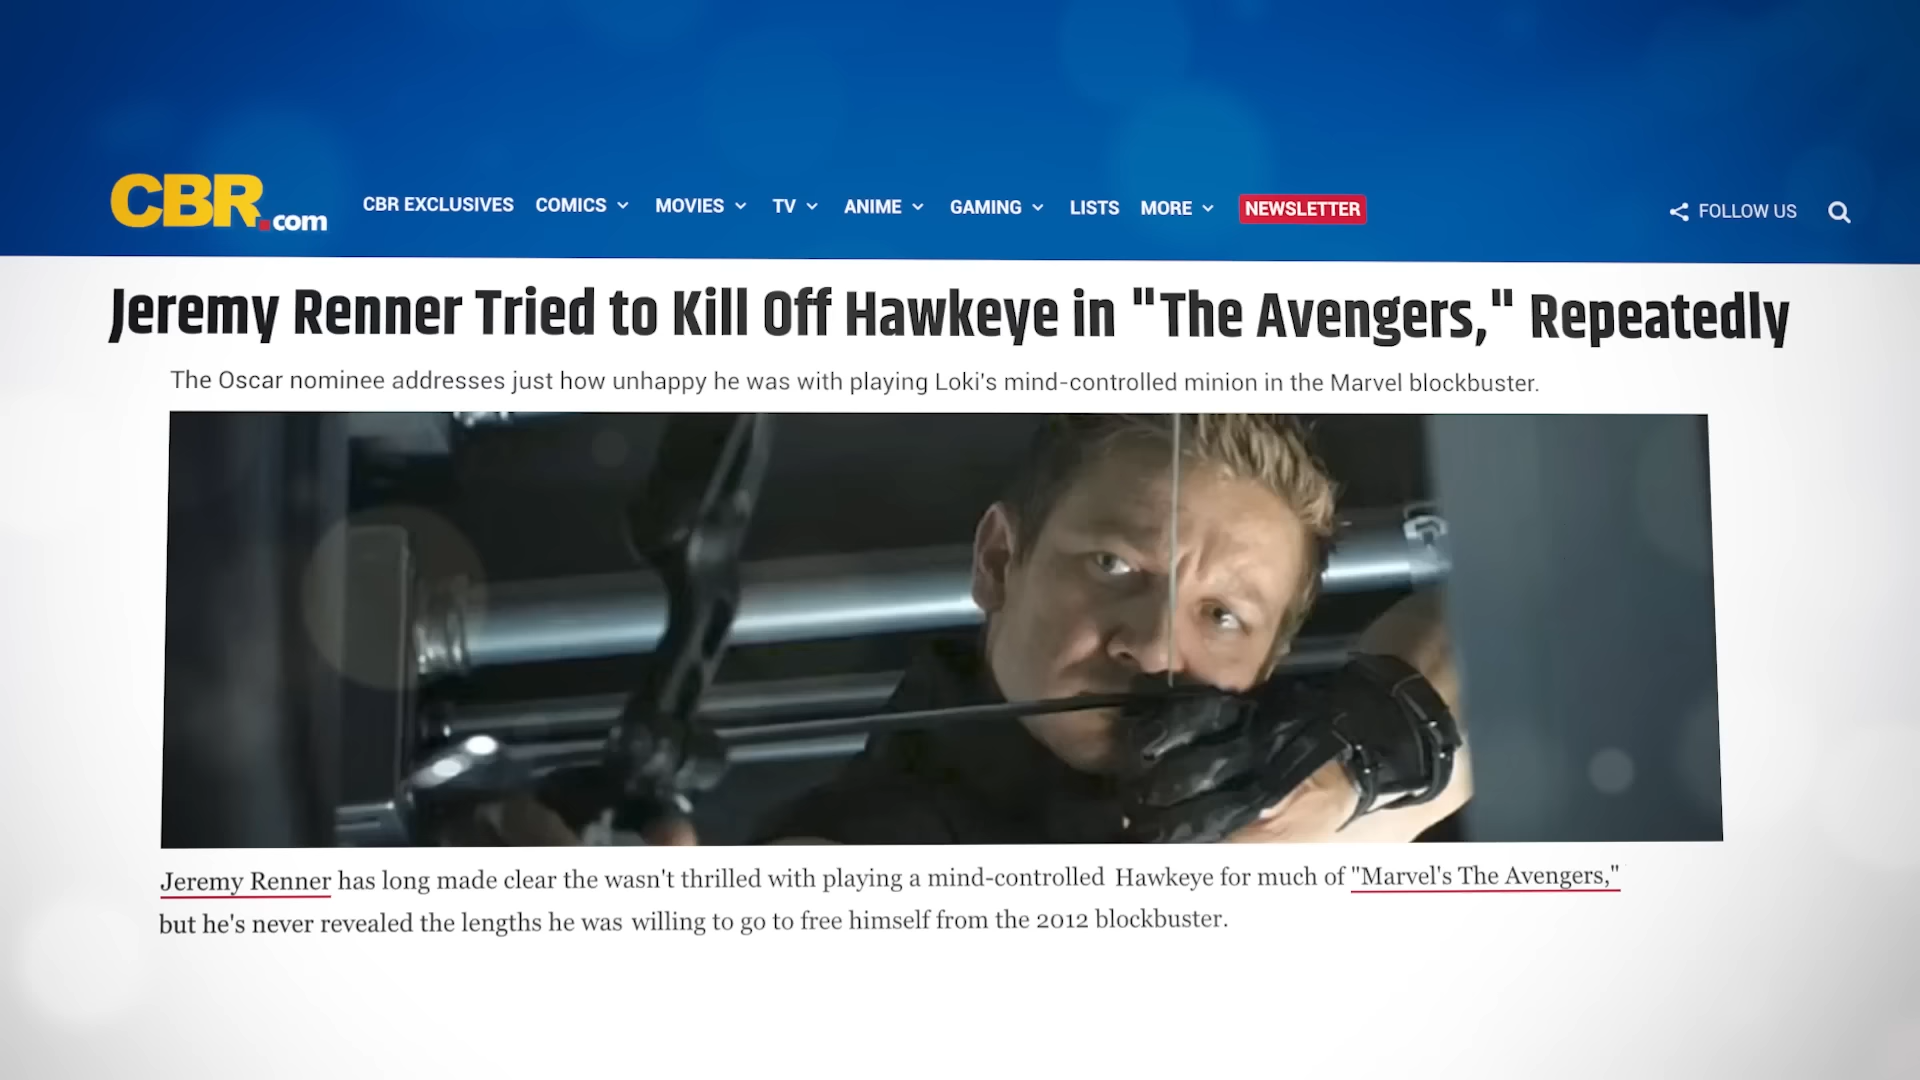 CBR.com CBR EXCLUSIVES COMICS MOVIES TV ANIME GAMING LISTS MORE NEWSLETTER FOLLOW US
Jeremy Renner Tried to Kill Off Hawkeye in "The Avengers," Repeatedly
The Oscar nominee addresses just how unhappy he was with playing Loki's mind-controlled minion in the Marvel blockbuster.
Jeremy Renner has long made clear the wasn't thrilled with playing a mind-controlled Hawkeye for much of "Marvel's The Avengers,"
but he's never revealed the lengths he was willing to go to free himself from the 2012 blockbuster.